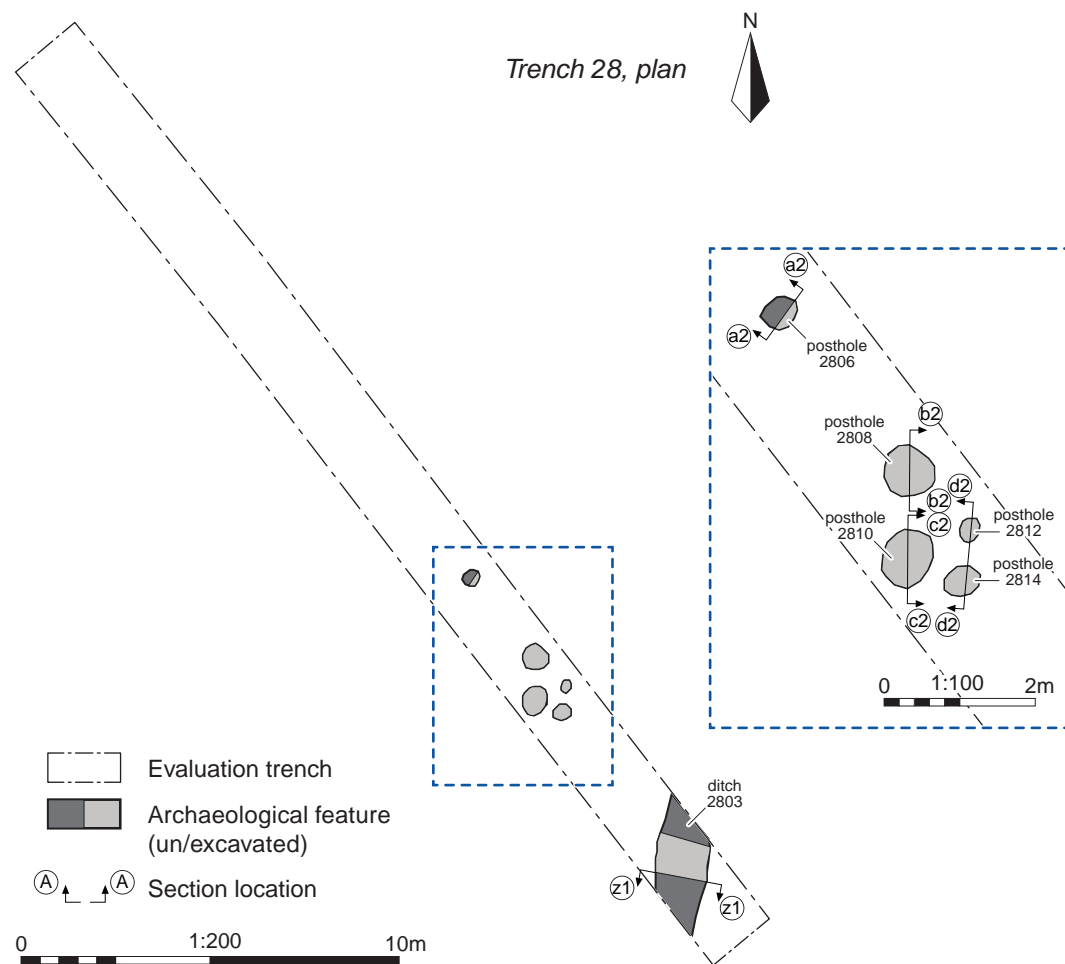 Trench 28, plan
N
a2
a2
posthole
2806
b2
posthole
2808
b2
d2
c2
posthole
2810
posthole
2812
posthole
2814
c2
d2
0 1:100 2m
ditch
2803
z1
z1
Evaluation trench
Archaeological feature
(un/excavated)
A A Section location
0 1:200 10m